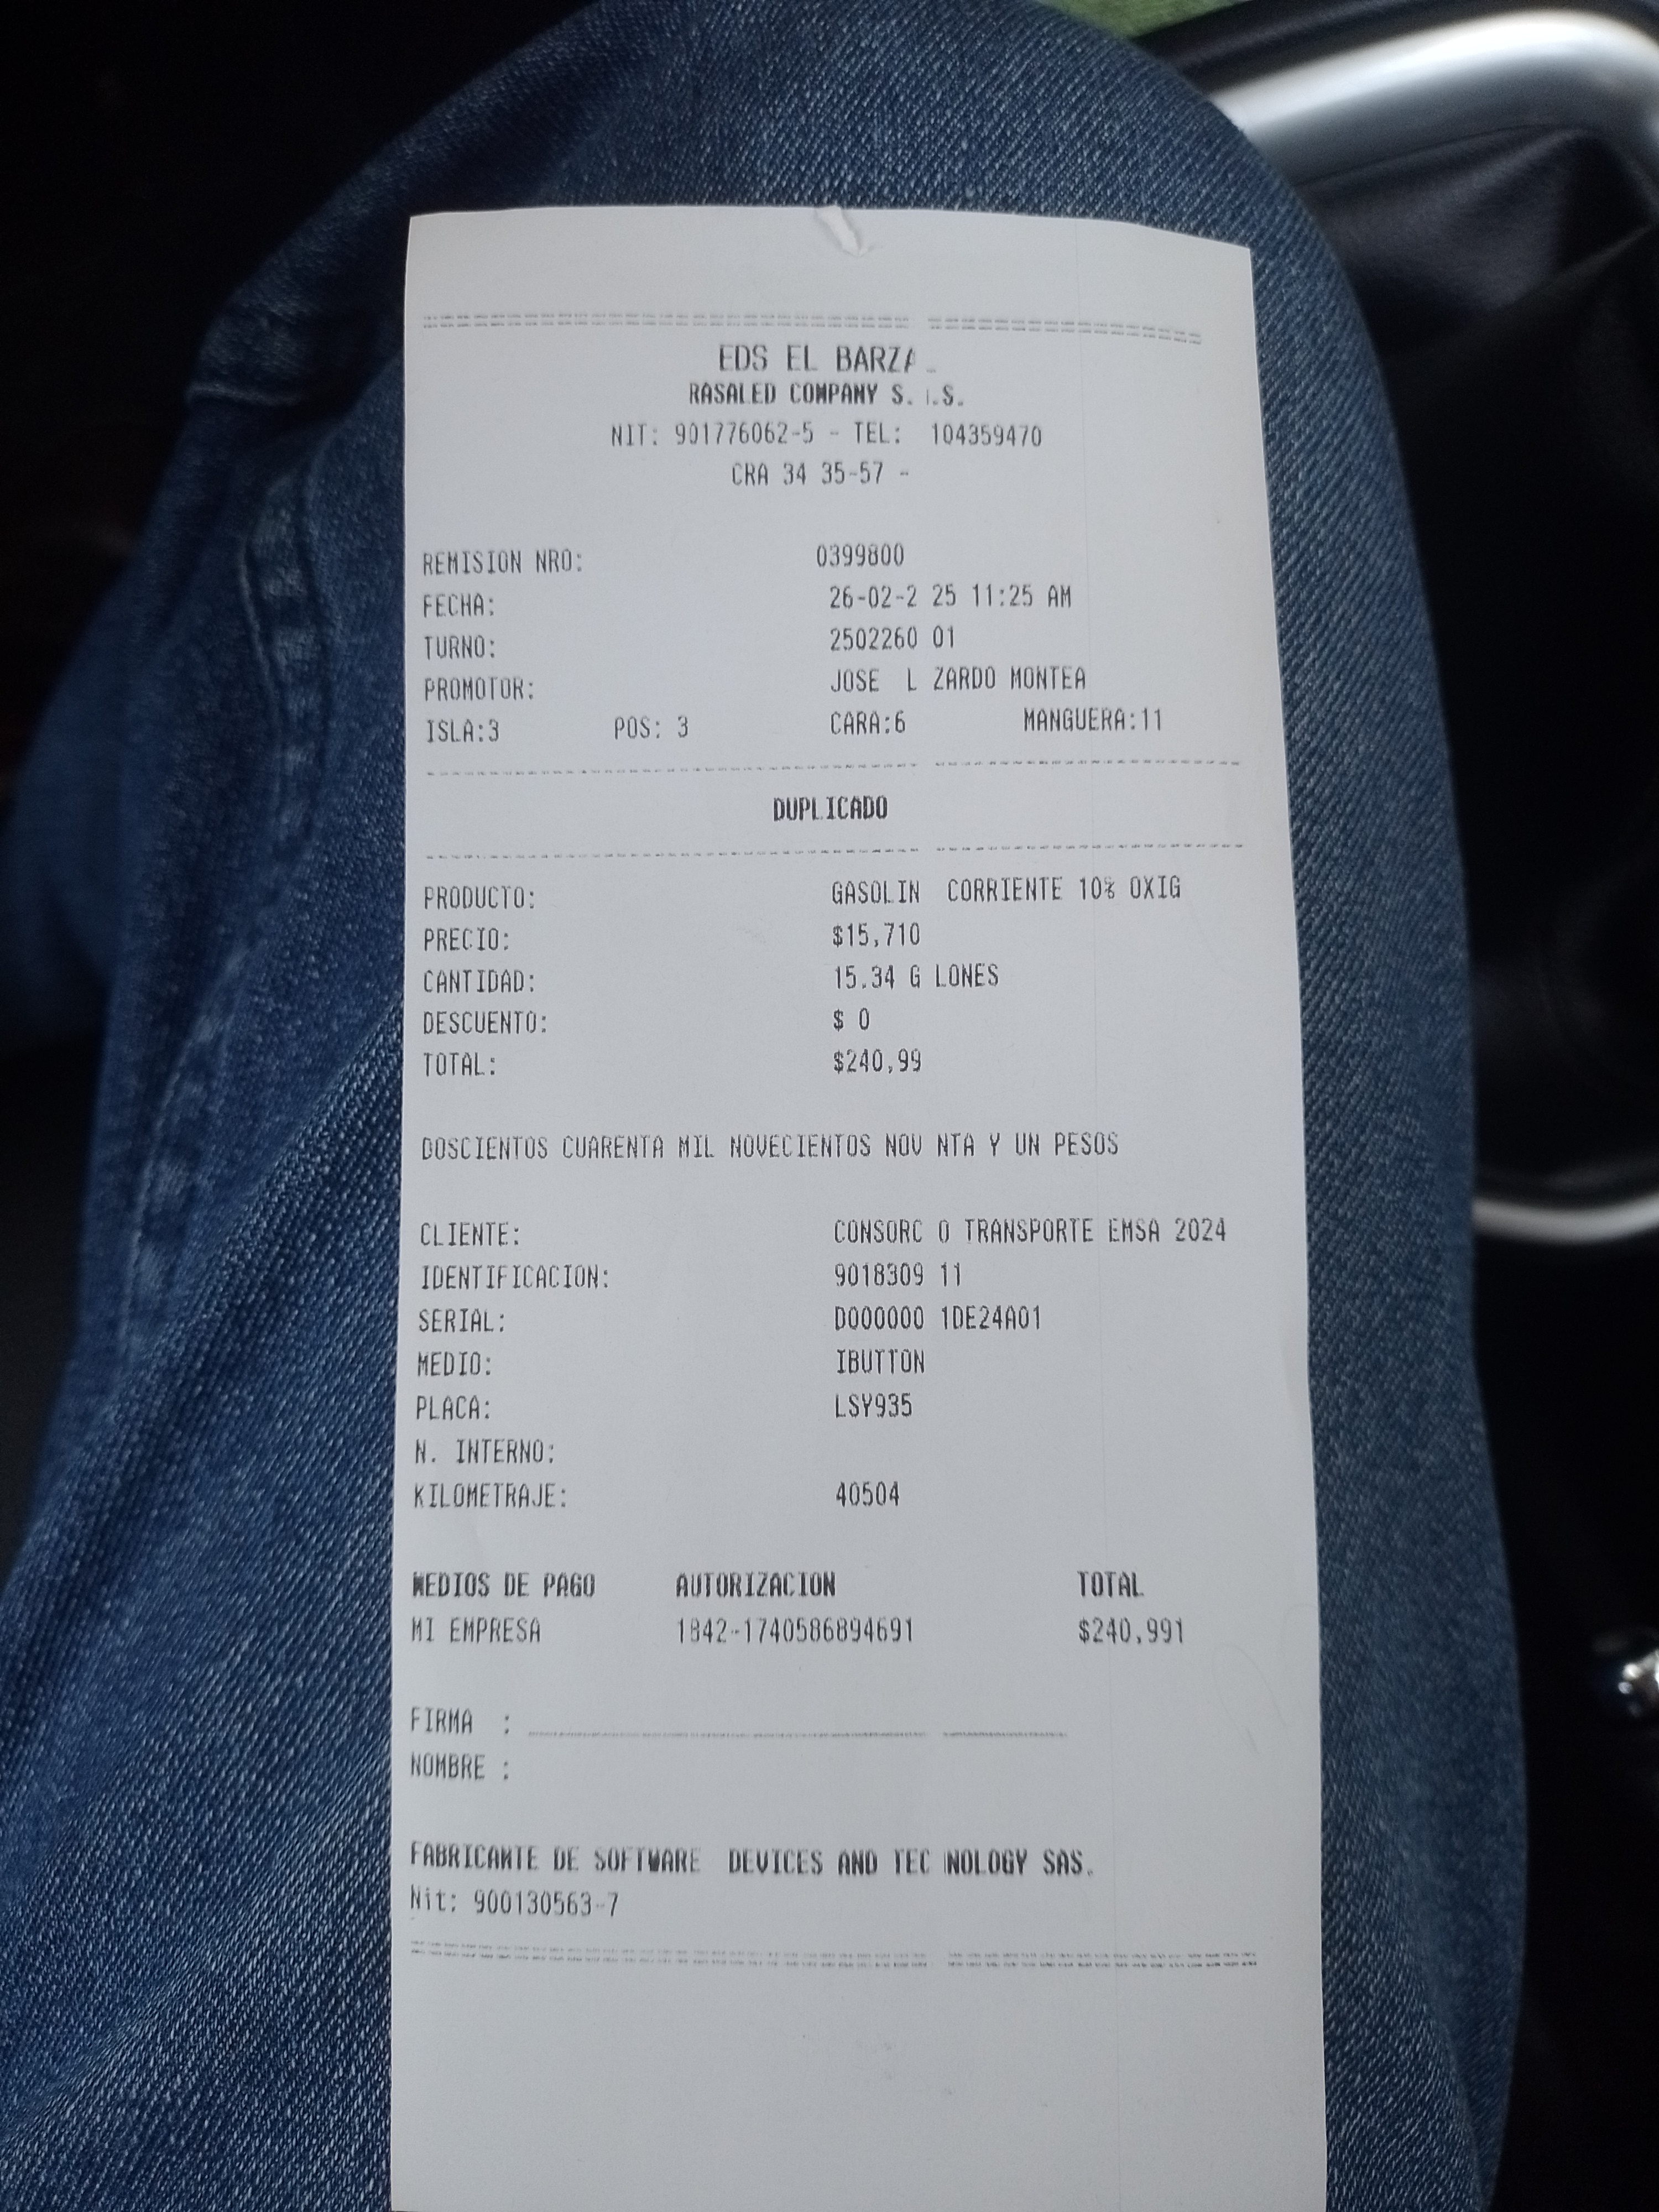 EDS EL BARZA
RASALED COMPANY S. .S.
NIT: 901776062-5 - TEL: 104359470
CRA 34 35-57 -
REMISION NRO: 0399800
FECHA: 26-02-2 25 11:25 AM
TURNO: 2502260 01
PROMOTOR: JOSE L ZARDO MONTEA
ISLA:3 POS: 3 CARA:6 MANGUERA:11
DUPLICADO
PRODUCTO: GASOLIN CORRIENTE 10% OXIG
PRECIO: $15,710
CANTIDAD: 15.34 G LONES
DESCUENTO: $ 0
TOTAL: $240,99
DOSCIENTOS CUARENTA MIL NOVECIENTOS NOV NTA Y UN PESOS
CLIENTE: CONSORC O TRANSPORTE EMSA 2024
IDENTIFICACION: 9018309 11
SERIAL: D000000 1DE24A01
MEDIO: IBUTTON
PLACA: LSY935
N. INTERNO:
KILOMETRAJE: 40504
MEDIOS DE PAGO AUTORIZACION TOTAL
MI EMPRESA 1842-1740586894691 $240,991
FIRMA :
NOMBRE :
FABRICANTE DE SOFTWARE DEVICES AND TEC NOLOGY SAS.
Nit: 900130563-7